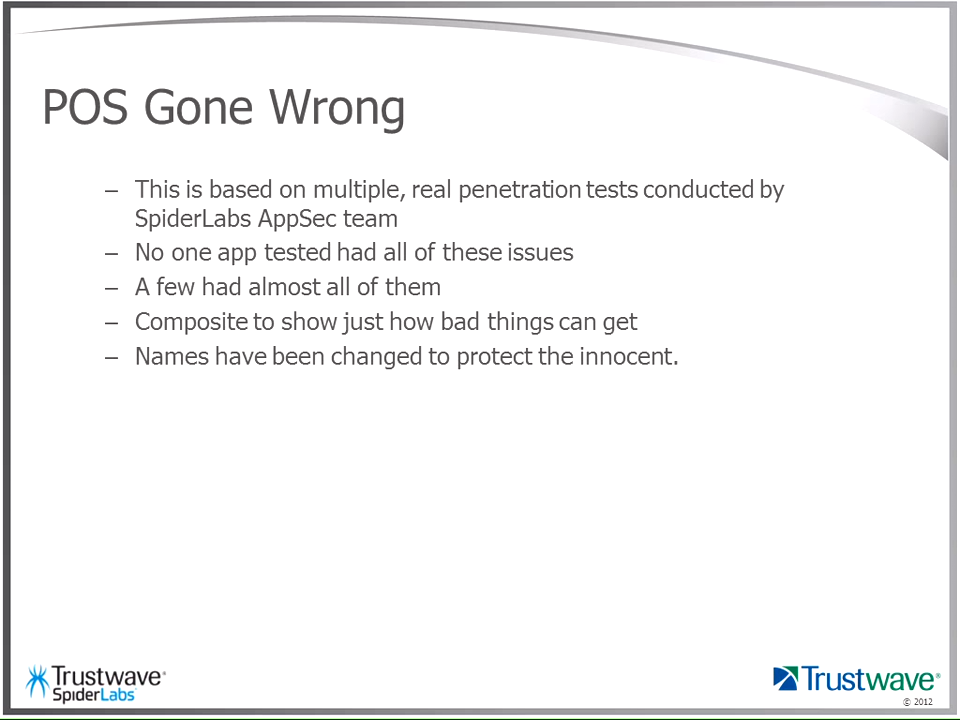 POS Gone Wrong
– This is based on multiple, real penetration tests conducted by
SpiderLabs AppSec team
– No one app tested had all of these issues
– A few had almost all of them
– Composite to show just how bad things can get
– Names have been changed to protect the innocent.
Trustwave®
SpiderLabs
Trustwave®
© 2012